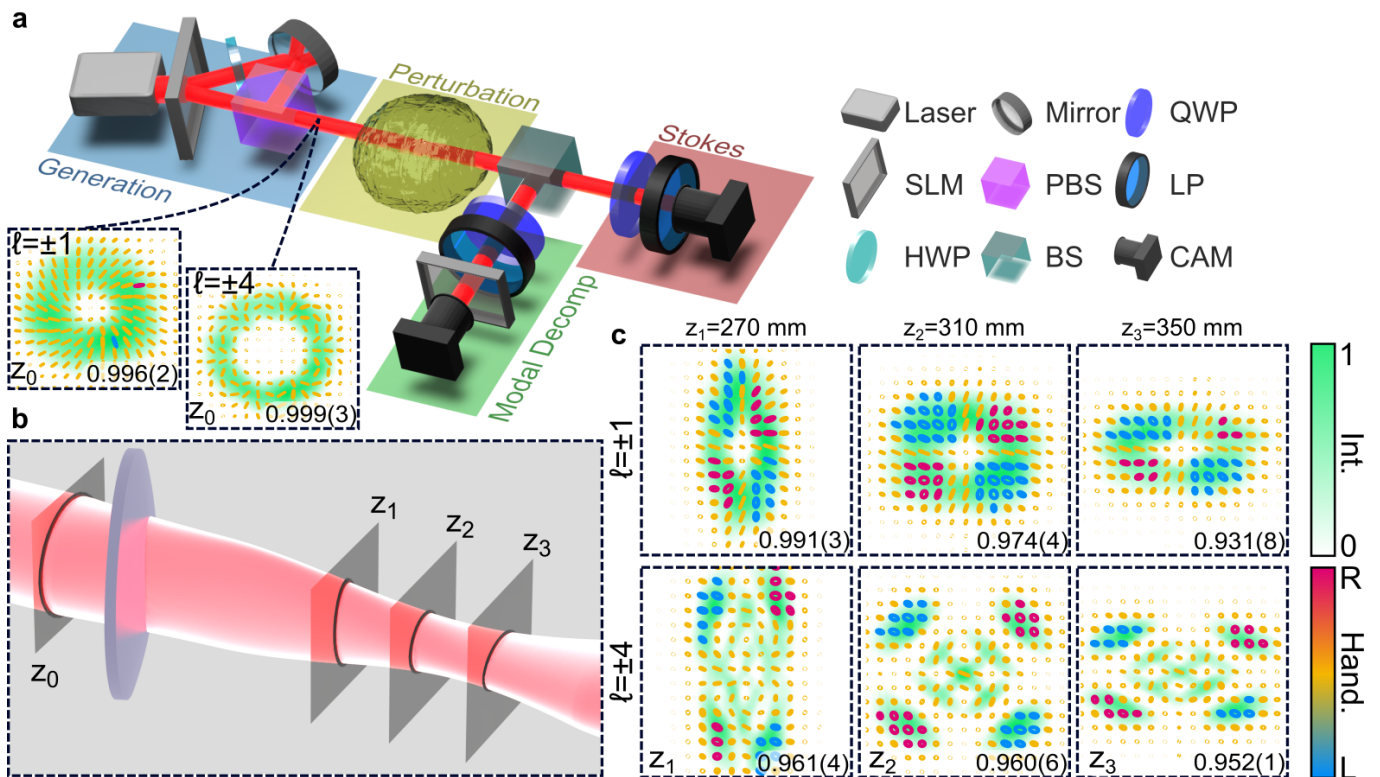 a
Generation
Perturbation
Stokes
Modal Decomp
Laser
Mirror
QWP
SLM
PBS
LP
HWP
BS
CAM
ℓ=±1
z₀
0.996(2)
ℓ=±4
z₀
0.999(3)
b
z₀
z₁
z₂
z₃
c
z₁=270 mm
z₂=310 mm
z₃=350 mm
ℓ=±1
0.991(3)
0.974(4)
0.931(8)
ℓ=±4
z₁
0.961(4)
z₂
0.960(6)
z₃
0.952(1)
1
Int.
0
R
Hand.
L